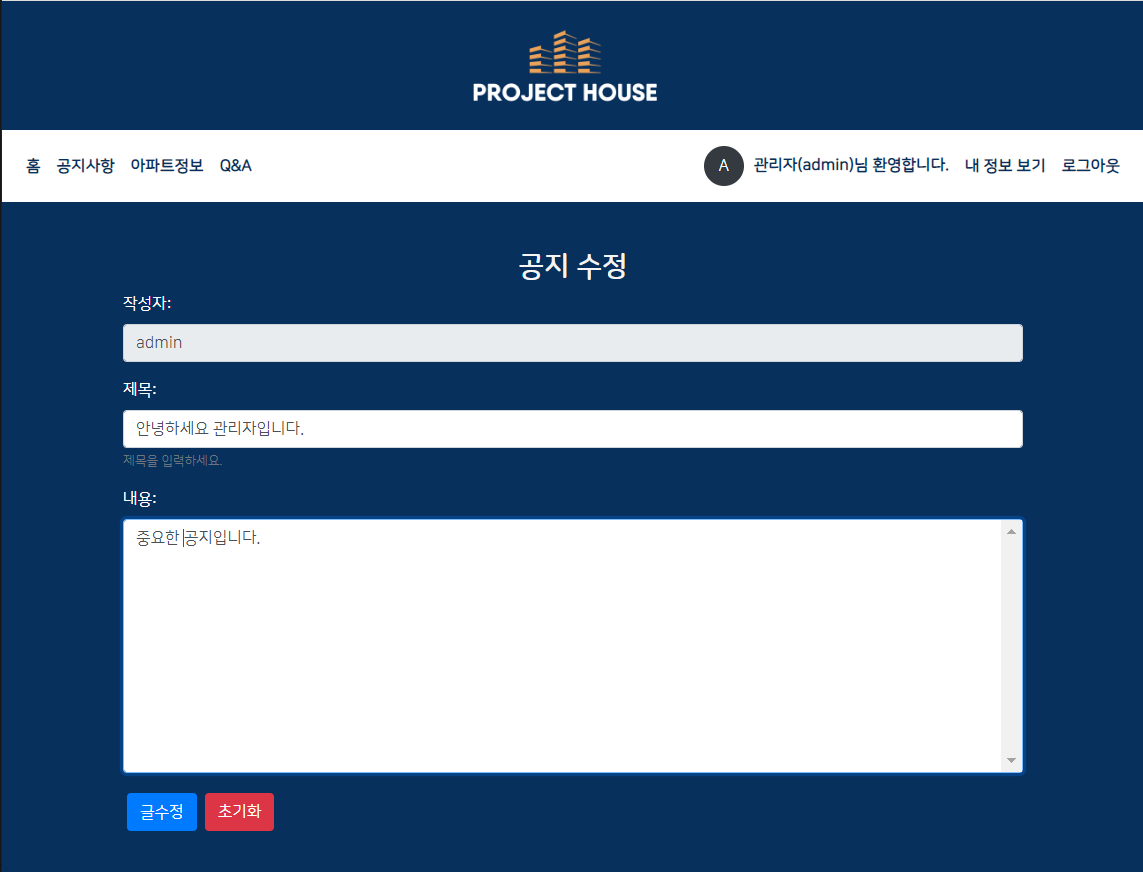 PROJECT HOUSE
홈 공지사항 아파트정보 Q&A A 관리자(admin)님 환영합니다. 내 정보 보기 로그아웃
공지 수정
작성자:
admin
제목:
안녕하세요 관리자입니다.
제목을 입력하세요.
내용:
중요한 공지입니다.
글수정 초기화